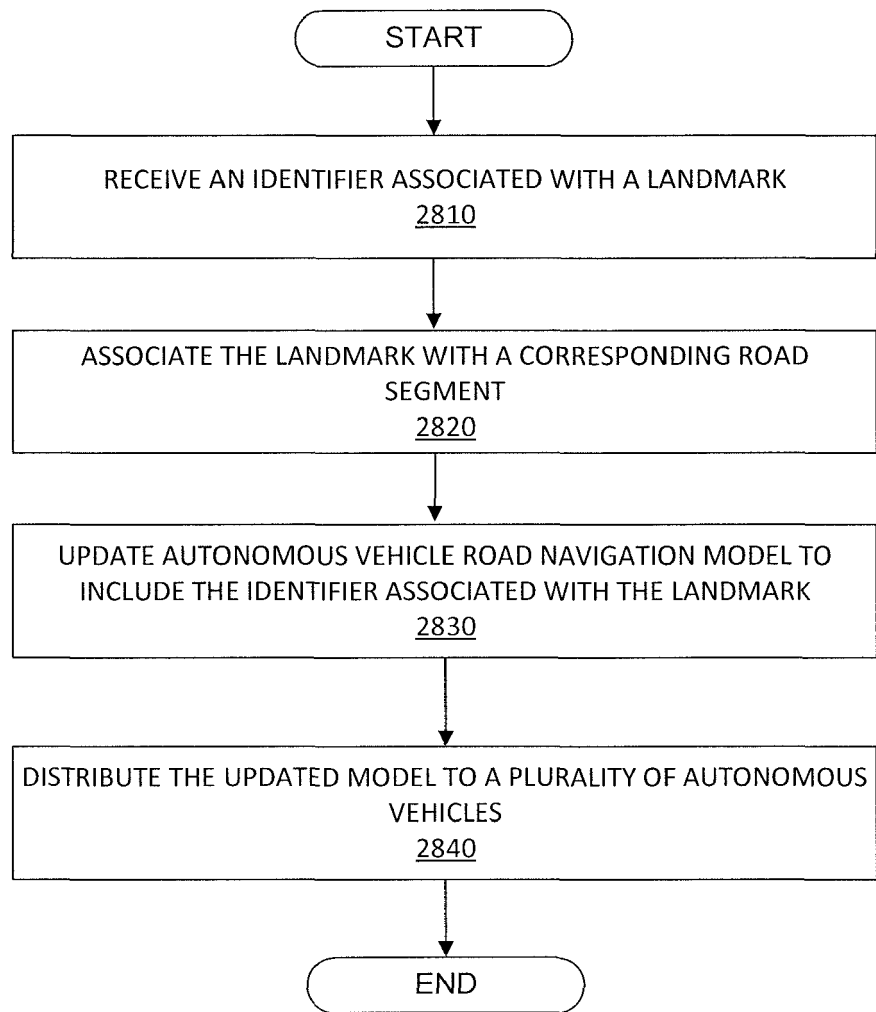 START
RECEIVE AN IDENTIFIER ASSOCIATED WITH A LANDMARK
2810
ASSOCIATE THE LANDMARK WITH A CORRESPONDING ROAD
SEGMENT
2820
UPDATE AUTONOMOUS VEHICLE ROAD NAVIGATION MODEL TO
INCLUDE THE IDENTIFIER ASSOCIATED WITH THE LANDMARK
2830
DISTRIBUTE THE UPDATED MODEL TO A PLURALITY OF AUTONOMOUS
VEHICLES
2840
END